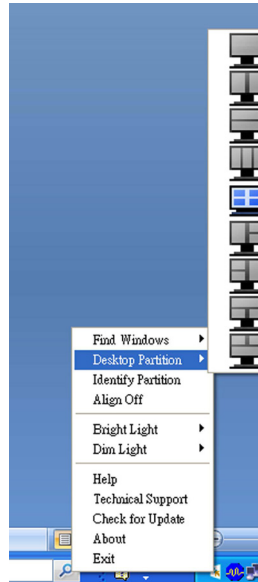 Find Windows
Desktop Partition
Identify Partition
Align Off
Bright Light
Dim Light
Help
Technical Support
Check for Update
About
Exit